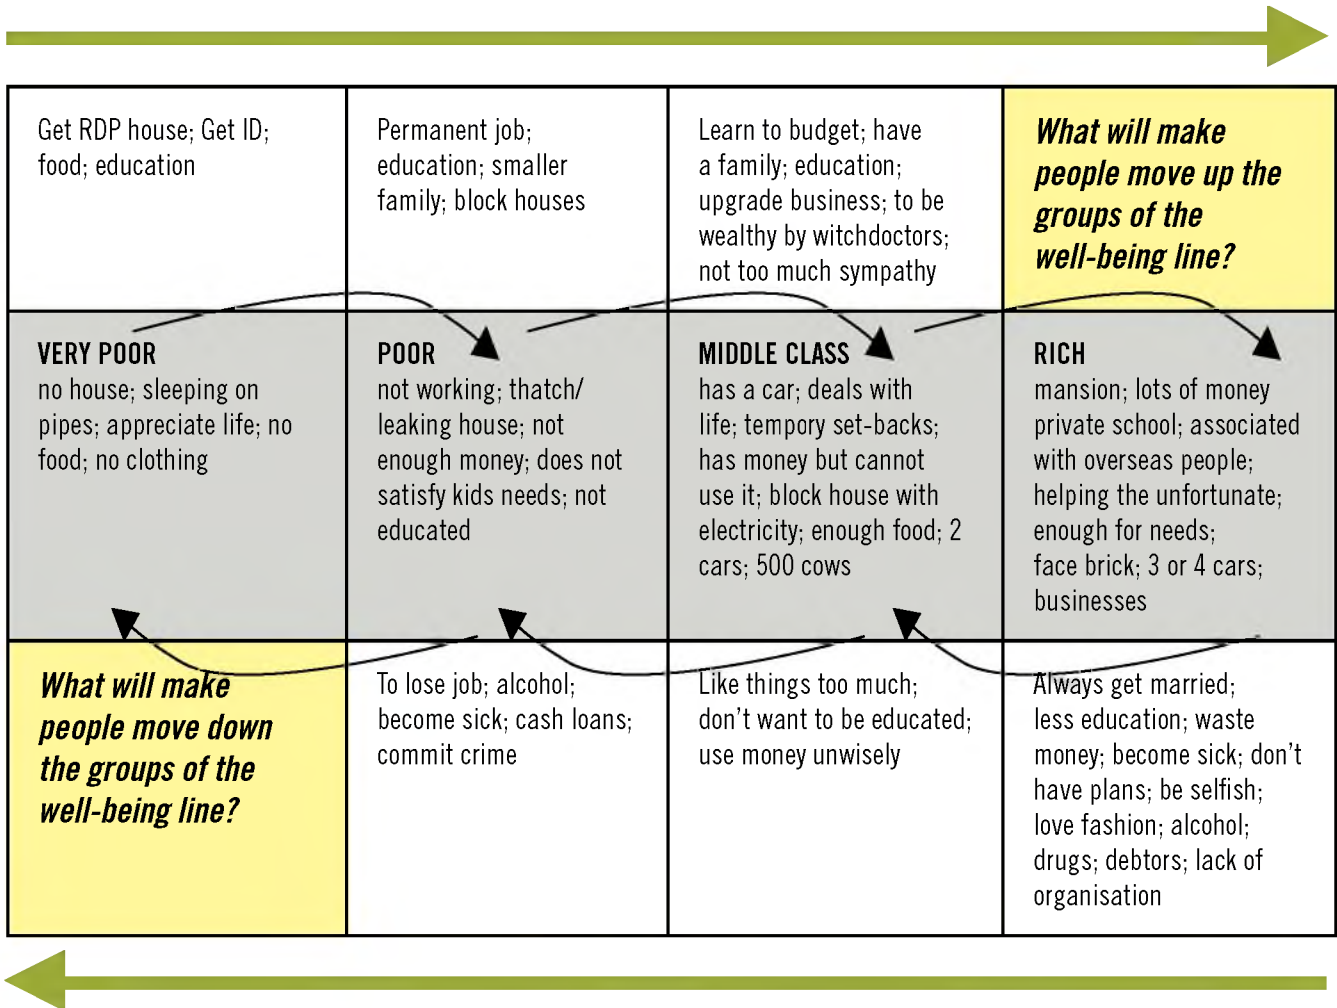 Get RDP house; Get ID;
food; education
Permanent job;
education; smaller
family; block houses
Learn to budget; have
a family; education;
upgrade business; to be
wealthy by witchdoctors;
not too much sympathy
What will make
people move up the
groups of the
well-being line?
VERY POOR
no house; sleeping on
pipes; appreciate life; no
food; no clothing
POOR
not working; thatch/
leaking house; not
enough money; does not
satisfy kids needs; not
educated
MIDDLE CLASS
has a car; deals with
life; tempory set-backs;
has money but cannot
use it; block house with
electricity; enough food; 2
cars; 500 cows
RICH
mansion; lots of money
private school; associated
with overseas people;
helping the unfortunate;
enough for needs;
face brick; 3 or 4 cars;
businesses
What will make
people move down
the groups of the
well-being line?
To lose job; alcohol;
become sick; cash loans;
commit crime
Like things too much;
don't want to be educated;
use money unwisely
Always get married;
less education; waste
money; become sick; don't
have plans; be selfish;
love fashion; alcohol;
drugs; debtors; lack of
organisation